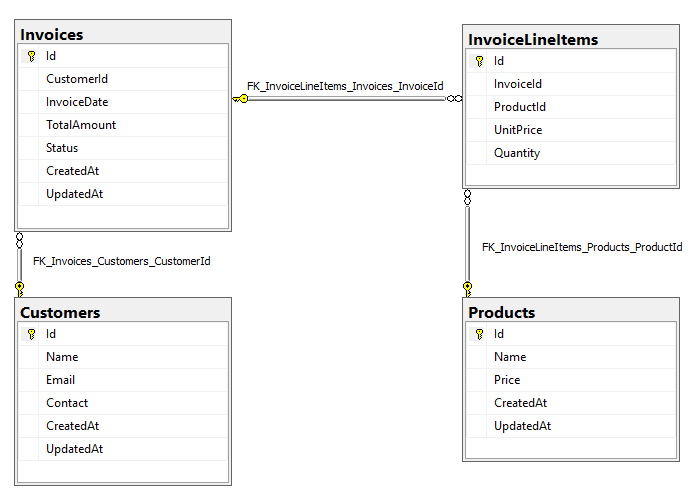 Invoices
Id
CustomerId
InvoiceDate
TotalAmount
Status
CreatedAt
UpdatedAt
FK_InvoiceLineItems_Invoices_InvoiceId
InvoiceLineItems
Id
InvoiceId
ProductId
UnitPrice
Quantity
FK_Invoices_Customers_CustomerId
FK_InvoiceLineItems_Products_ProductId
Customers
Id
Name
Email
Contact
CreatedAt
UpdatedAt
Products
Id
Name
Price
CreatedAt
UpdatedAt